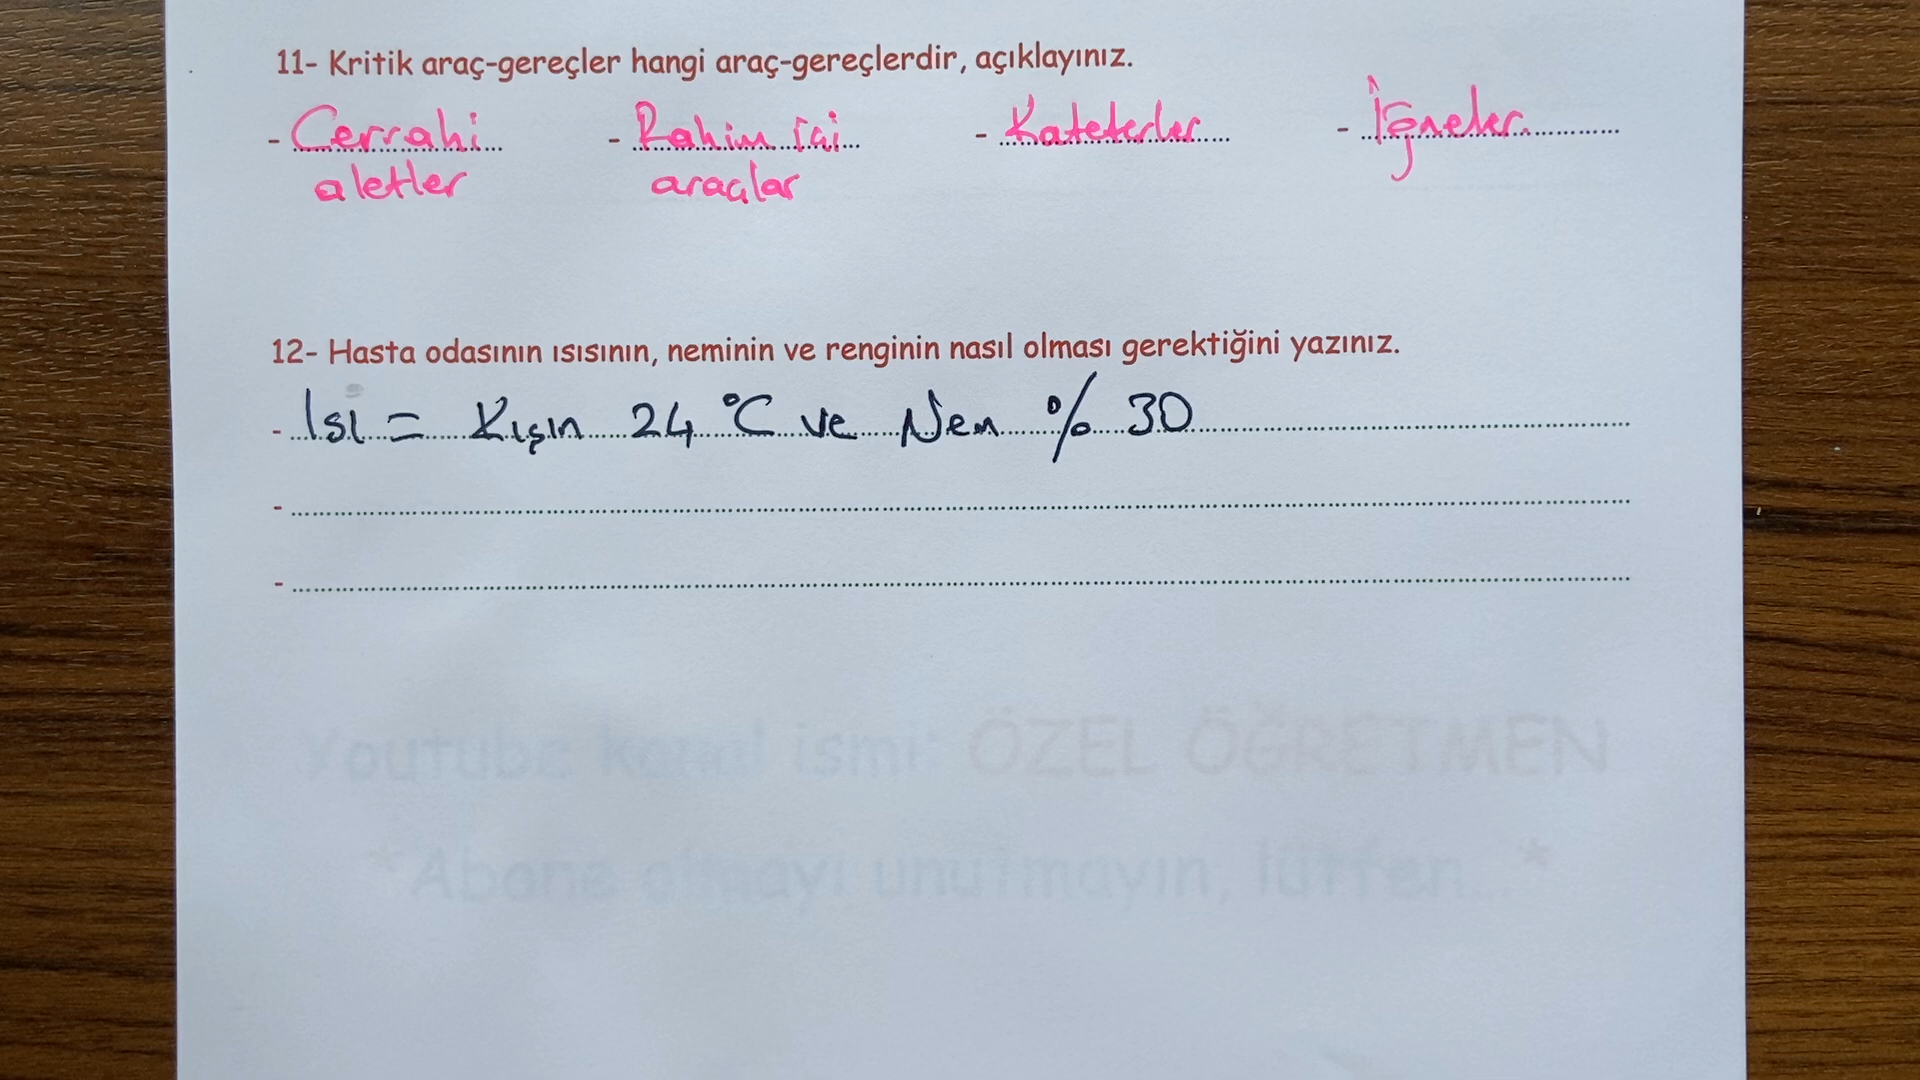 11- Kritik araç-gereçler hangi araç-gereçlerdir, açıklayınız.
- Cerrahi - Rahim içi - Kateterler - İğneler
aletler araçlar
12- Hasta odasının ısısının, neminin ve renginin nasıl olması gerektiğini yazınız.
- Isı = Kışın 24 °C ve Nem % 30
-
-
Youtube kanal ismi: ÖZEL ÖĞRETMEN
*Abone olmayı unutmayın, lütfen...*